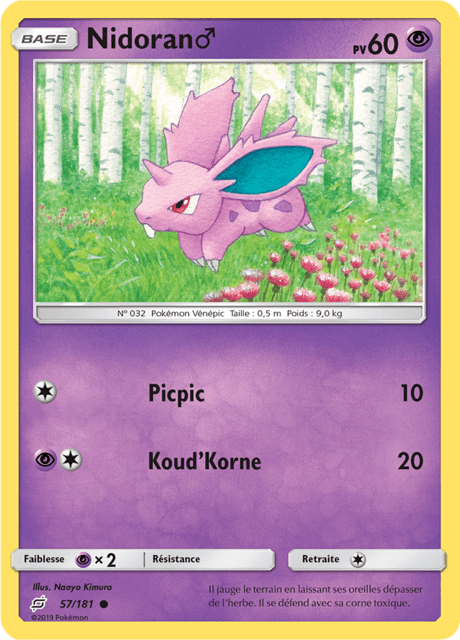 BASE Nidoran♂ PV60
N° 032 Pokémon Vénépic Taille : 0,5 m Poids : 9,0 kg
Picpic 10
Koud'Korne 20
Faiblesse ×2 Résistance Retraite
Illus. Naoyo Kimura
57/181 ●
©2019 Pokémon
Il jauge le terrain en laissant ses oreilles dépasser
de l'herbe. Il se défend avec sa corne toxique.